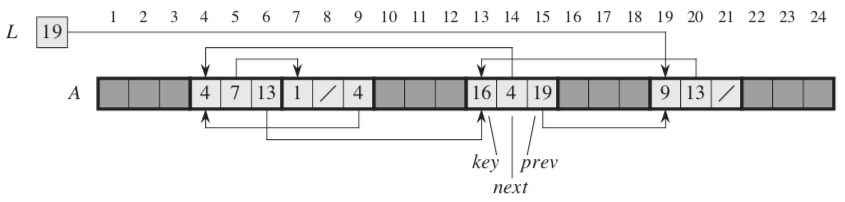 1 2 3 4 5 6 7 8 9 10 11 12 13 14 15 16 17 18 19 20 21 22 23 24
L 19
A 4 7 13 1 / 4 16 4 19 9 13 /
key prev
next